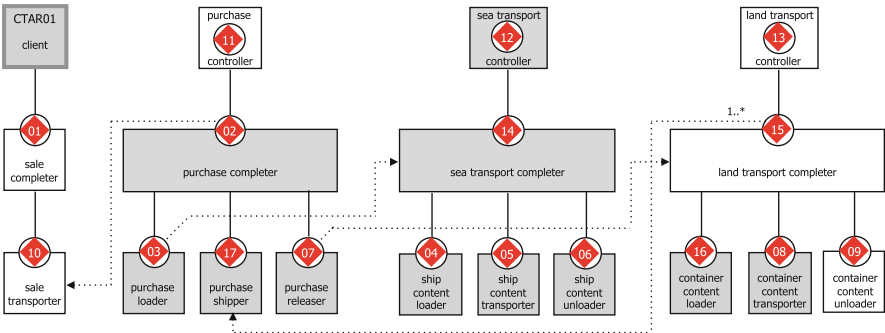 CTAR01
client
purchase
11
controller
sea transport
12
controller
land transport
13
controller
1..*
01
sale
completer
02
purchase completer
14
sea transport completer
15
land transport completer
10
sale
transporter
03
purchase
loader
17
purchase
shipper
07
purchase
releaser
04
ship
content
loader
05
ship
content
transporter
06
ship
content
unloader
16
container
content
loader
08
container
content
transporter
09
container
content
unloader